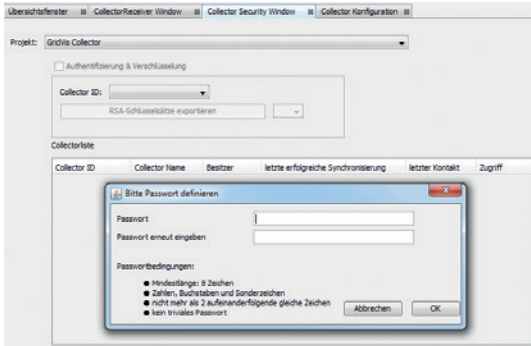 Übersichtsfenster CollectorReceiver Window Collector Security Window Collector Konfiguration
Projekt: GridVis Collector
Authentifizierung & Verschlüsselung
Collector ID:
RSA-Schlüsselsätze exportieren
Collectorliste
Collector ID Collector Name Besitzer letzte erfolgreiche Synchronisierung letzter Kontakt Zugriff
Bitte Passwort definieren
Passwort
Passwort erneut eingeben
Passwortbedingungen:
● Mindestlänge: 8 Zeichen
● Zahlen, Buchstaben und Sonderzeichen
● nicht mehr als 2 aufeinanderfolgende gleiche Zeichen
● kein triviales Passwort
Abbrechen OK